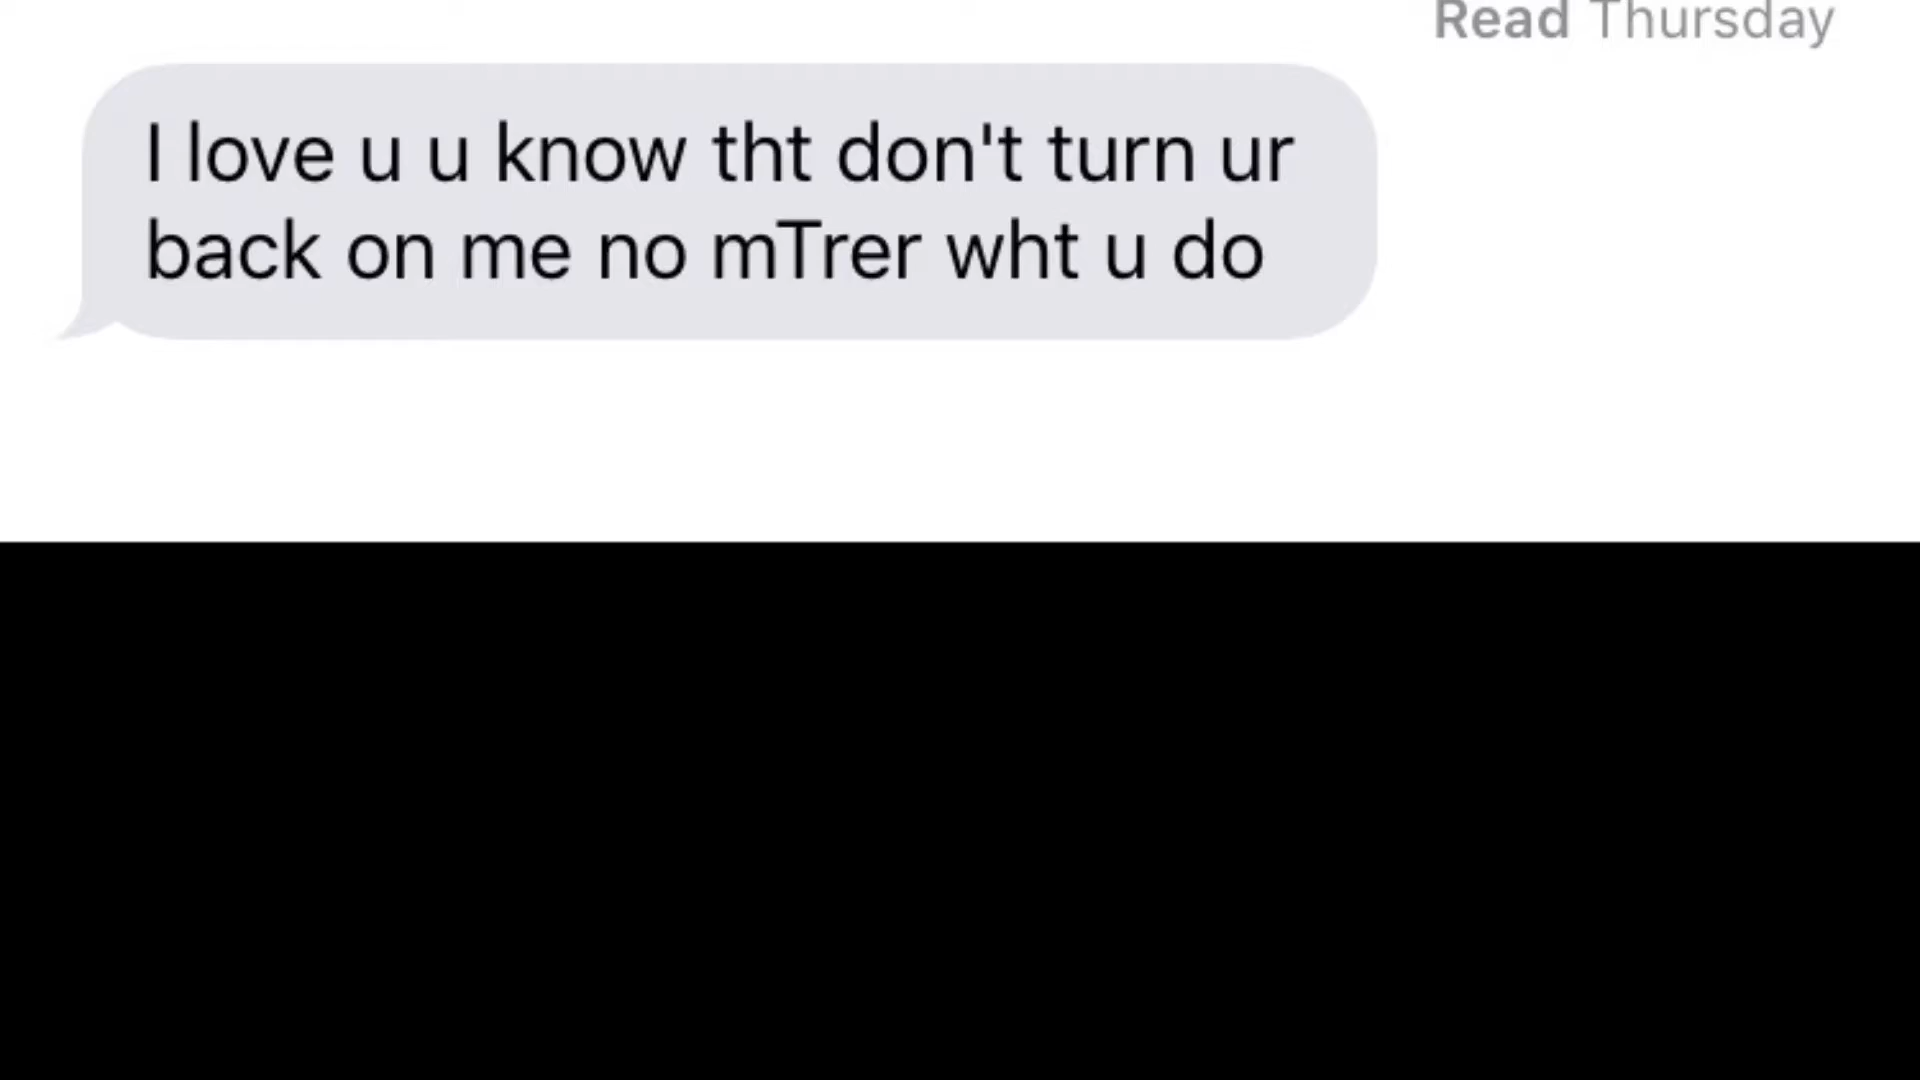 Read Thursday
I love u u know tht don't turn ur
back on me no mTrer wht u do